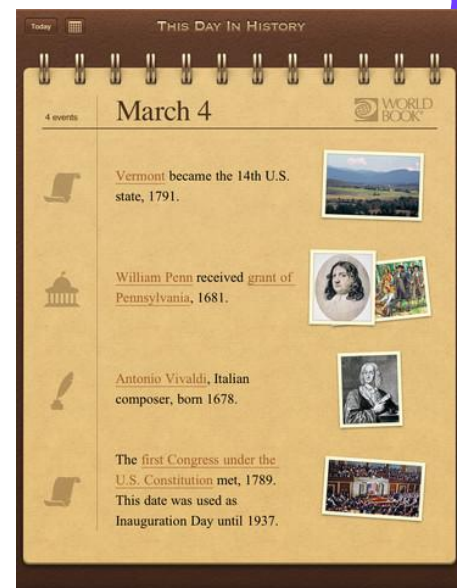 Today
THIS DAY IN HISTORY
4 events
March 4
WORLD
BOOK®
Vermont became the 14th U.S.
state, 1791.
William Penn received grant of
Pennsylvania, 1681.
Antonio Vivaldi, Italian
composer, born 1678.
The first Congress under the
U.S. Constitution met, 1789.
This date was used as
Inauguration Day until 1937.